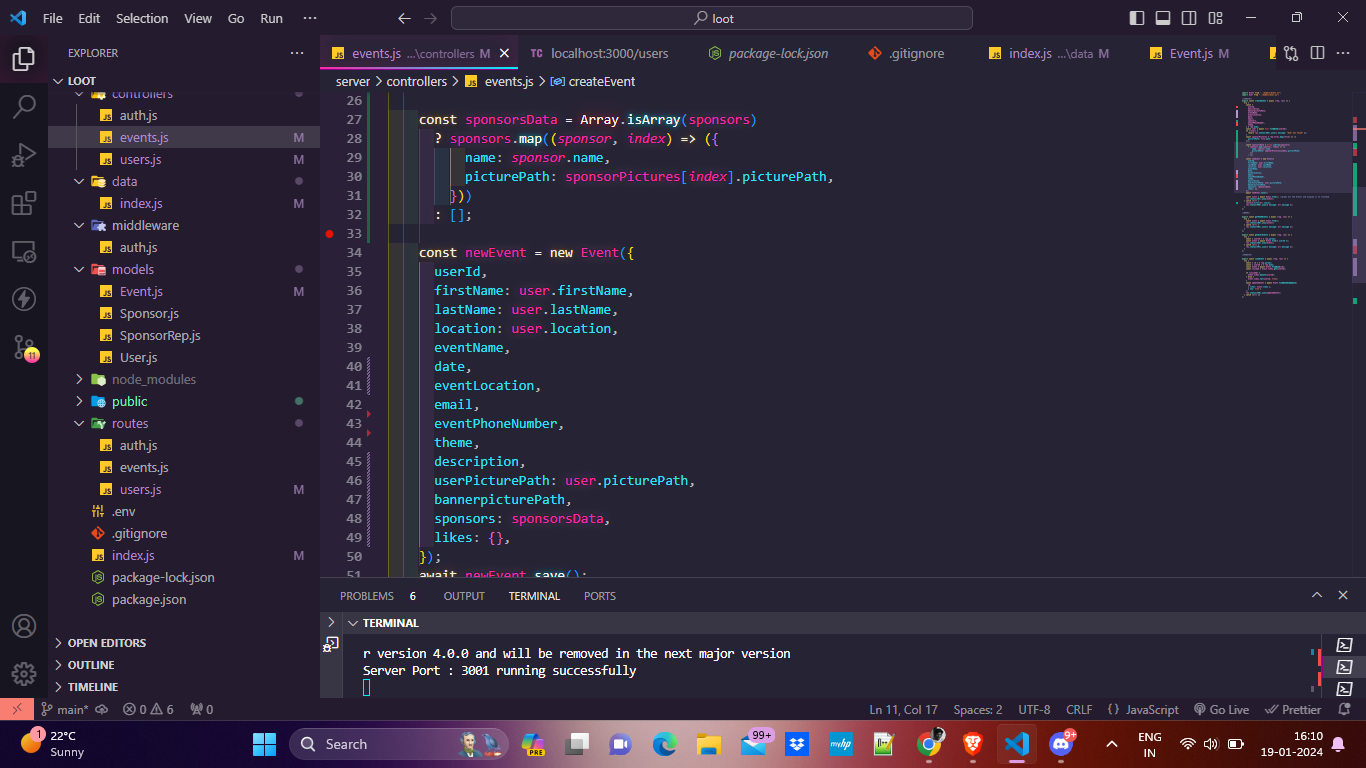 File Edit Selection View Go Run ··· loot
EXPLORER ···
LOOT
controllers
auth.js
events.js M
users.js M
data
index.js M
middleware
auth.js
models
Event.js M
Sponsor.js
SponsorRep.js
User.js
node_modules
public
routes
auth.js
events.js
users.js M
.env
.gitignore
index.js M
package-lock.json
package.json
OPEN EDITORS
OUTLINE
TIMELINE
11
events.js ...\controllers M TC localhost:3000/users package-lock.json .gitignore JS index.js ...\data M JS Event.js M
server > controllers > JS events.js > createEvent
26
27 const sponsorsData = Array.isArray(sponsors)
28 ? sponsors.map((sponsor, index) => ({
29 name: sponsor.name,
30 picturePath: sponsorPictures[index].picturePath,
31 }))
32 : [];
33
34 const newEvent = new Event({
35 userId,
36 firstName: user.firstName,
37 lastName: user.lastName,
38 location: user.location,
39 eventName,
40 date,
41 eventLocation,
42 email,
43 eventPhoneNumber,
44 theme,
45 description,
46 userPicturePath: user.picturePath,
47 bannerpicturePath,
48 sponsors: sponsorsData,
49 likes: {},
50 });
51 await newEvent.save();
PROBLEMS 6 OUTPUT TERMINAL PORTS
TERMINAL
r version 4.0.0 and will be removed in the next major version
Server Port : 3001 running successfully
main* 0 6 0 Ln 11, Col 17 Spaces: 2 UTF-8 CRLF {} JavaScript Go Live Prettier
1 22°C
Sunny
Search
PRE
99+
myhp
9+
ENG
IN
16:10
19-01-2024